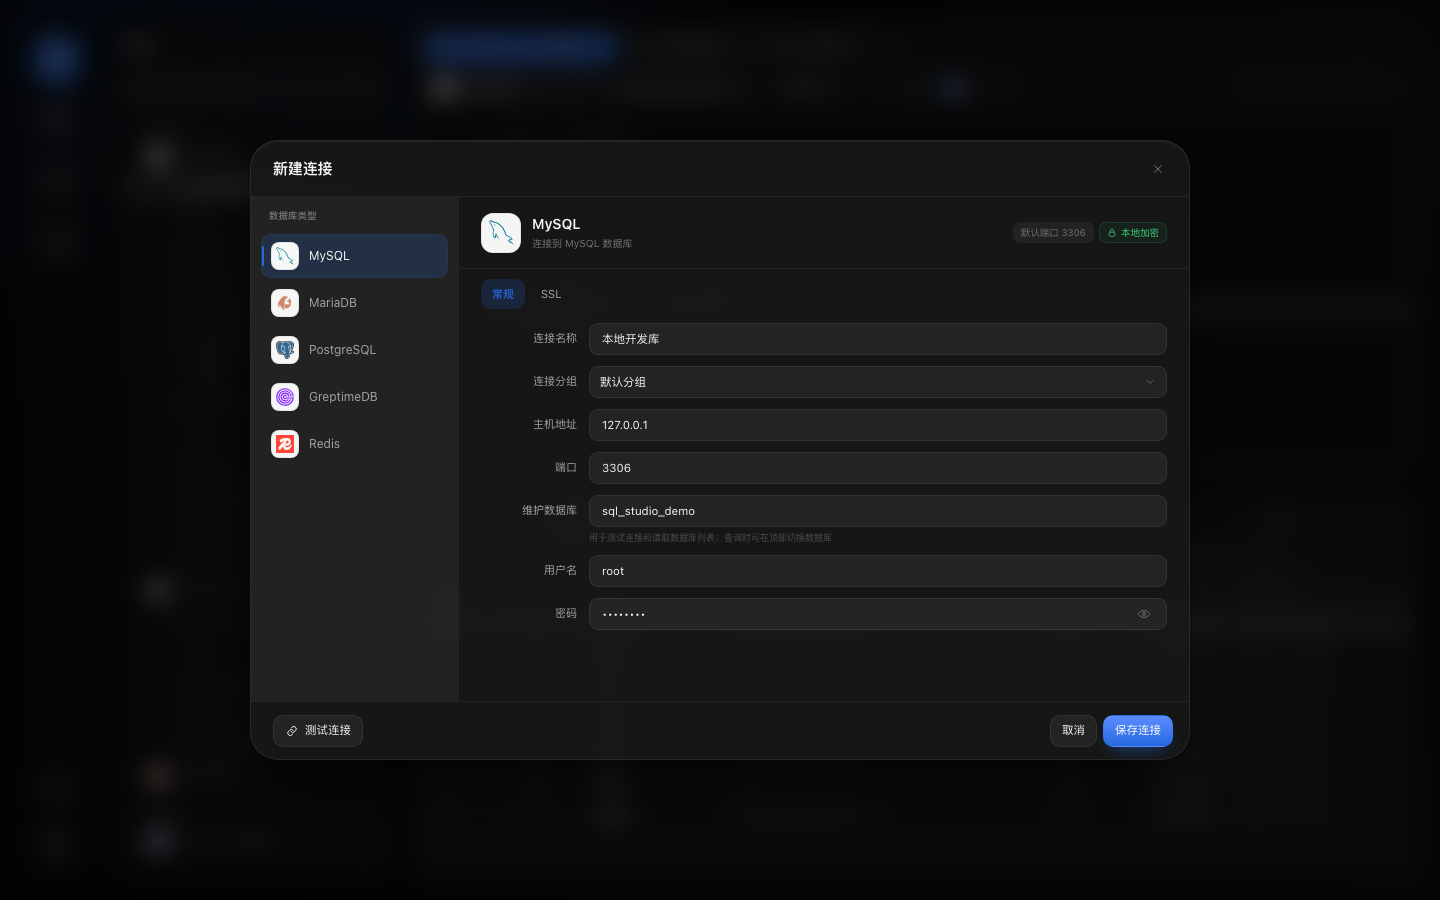 新建连接
数据库类型
MySQL
MariaDB
PostgreSQL
GreptimeDB
Redis
MySQL
连接到 MySQL 数据库
默认端口 3306
本地加密
常规
SSL
连接名称
本地开发库
连接分组
默认分组
主机地址
127.0.0.1
端口
3306
维护数据库
sql_studio_demo
用于测试连接和读取数据库列表；查询时可在顶部切换数据库
用户名
root
密码
••••••••
测试连接
取消
保存连接